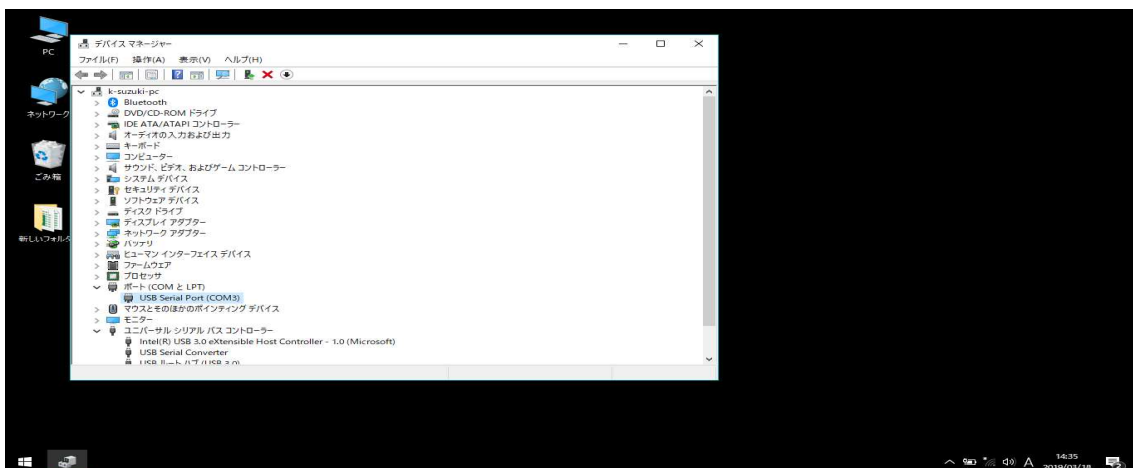 PC
ネットワーク
ごみ箱
新しいフォルダ
デバイス マネージャー
ファイル(F) 操作(A) 表示(V) ヘルプ(H)
k-suzuki-pc
Bluetooth
DVD/CD-ROM ドライブ
IDE ATA/ATAPI コントローラー
オーディオの入力および出力
キーボード
コンピューター
サウンド、ビデオ、およびゲーム コントローラー
システム デバイス
セキュリティ デバイス
ソフトウェア デバイス
ディスク ドライブ
ディスプレイ アダプター
ネットワーク アダプター
バッテリ
ヒューマン インターフェイス デバイス
ファームウェア
プロセッサ
ポート (COM と LPT)
USB Serial Port (COM3)
マウスとそのほかのポインティング デバイス
モニター
ユニバーサル シリアル バス コントローラー
Intel(R) USB 3.0 eXtensible Host Controller - 1.0 (Microsoft)
USB Serial Converter
USB ルート ハブ (USB 3.0)
A
14:35
2019/03/18